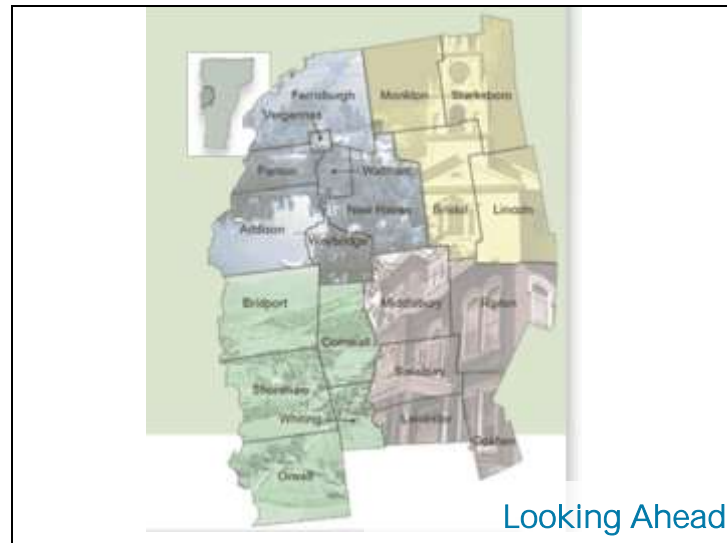 Ferrisburgh
Monkton
Starksboro
Vergennes
Panton
Waltham
New Haven
Bristol
Lincoln
Addison
Weybridge
Bridport
Middlebury
Ripton
Cornwall
Salisbury
Shoreham
Whiting
Leicester
Goshen
Orwell
Looking Ahead